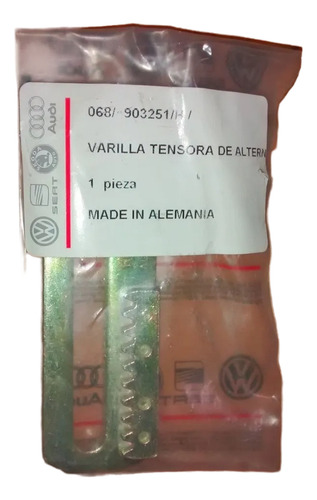 068/-903251/H/
VARILLA TENSORA DE ALTERN
1 pieza
MADE IN ALEMANIA
Audi
SEAT